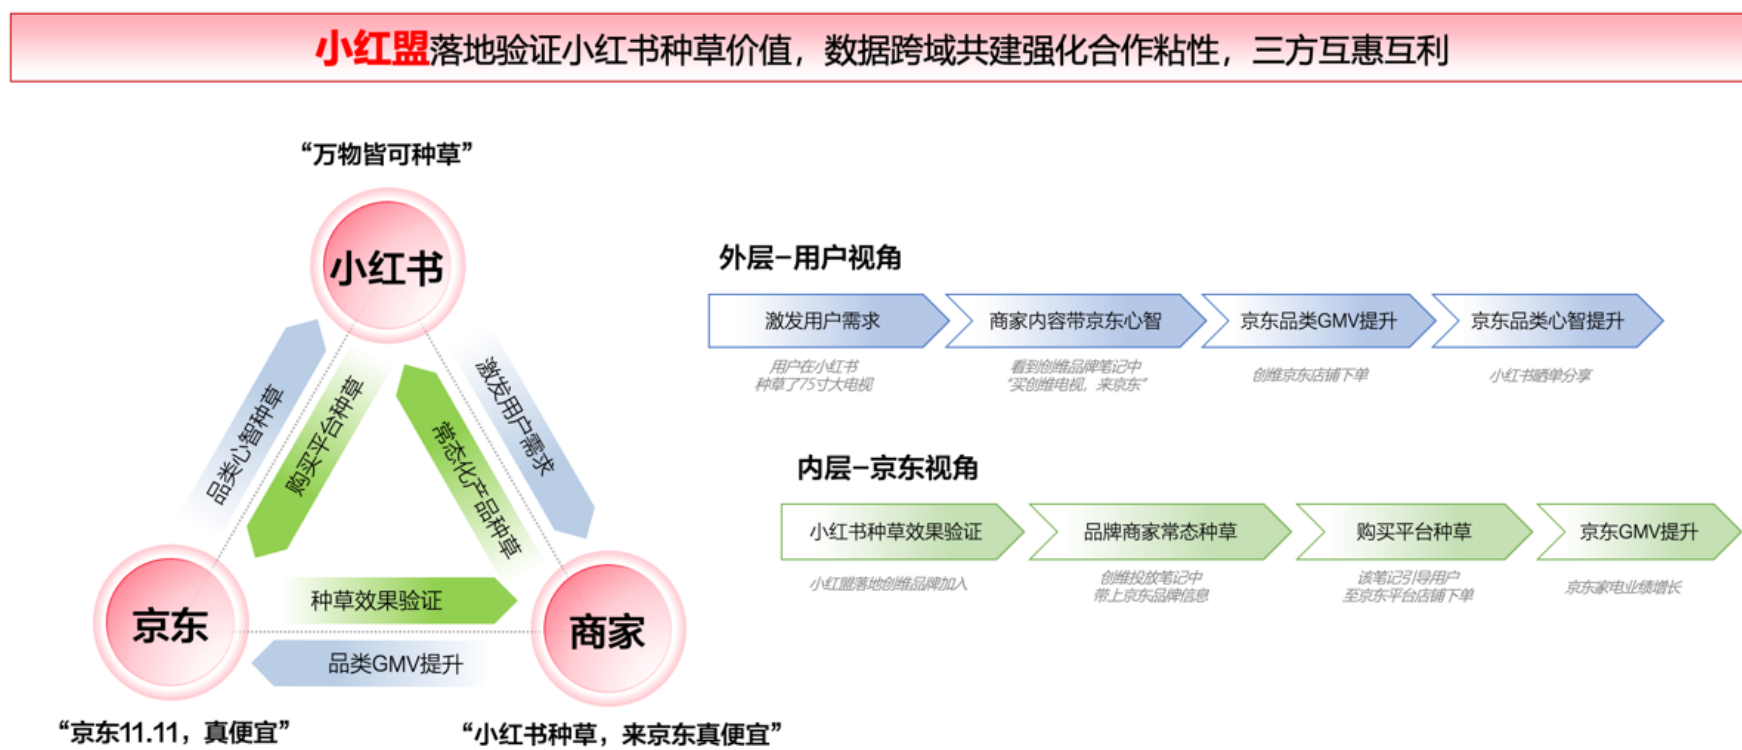 小红盟落地验证小红书种草价值，数据跨域共建强化合作粘性，三方互惠互利
“万物皆可种草”
小红书
品类心智种草
购买平台种草
常态化产品种草
激发用户需求
京东
种草效果验证
品类GMV提升
商家
“京东11.11，真便宜”
“小红书种草，来京东真便宜”
外层-用户视角
激发用户需求
商家内容带京东心智
京东品类GMV提升
京东品类心智提升
用户在小红书
种草了75寸大电视
看到创维品牌笔记中
“买创维电视，来京东”
创维京东店铺下单
小红书晒单分享
内层-京东视角
小红书种草效果验证
品牌商家常态种草
购买平台种草
京东GMV提升
小红盟落地创维品牌加入
创维投放笔记中
带上京东品牌信息
该笔记引导用户
至京东平台店铺下单
京东家电业绩增长